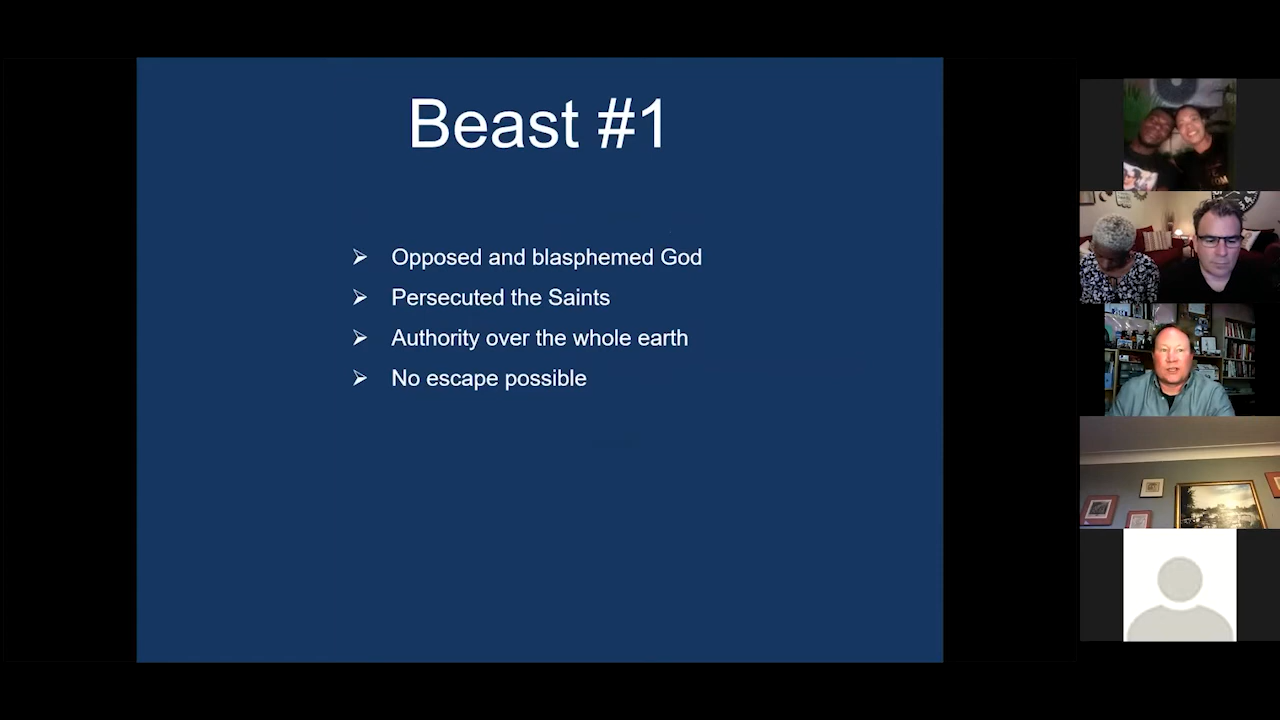 Beast #1
Opposed and blasphemed God
Persecuted the Saints
Authority over the whole earth
No escape possible